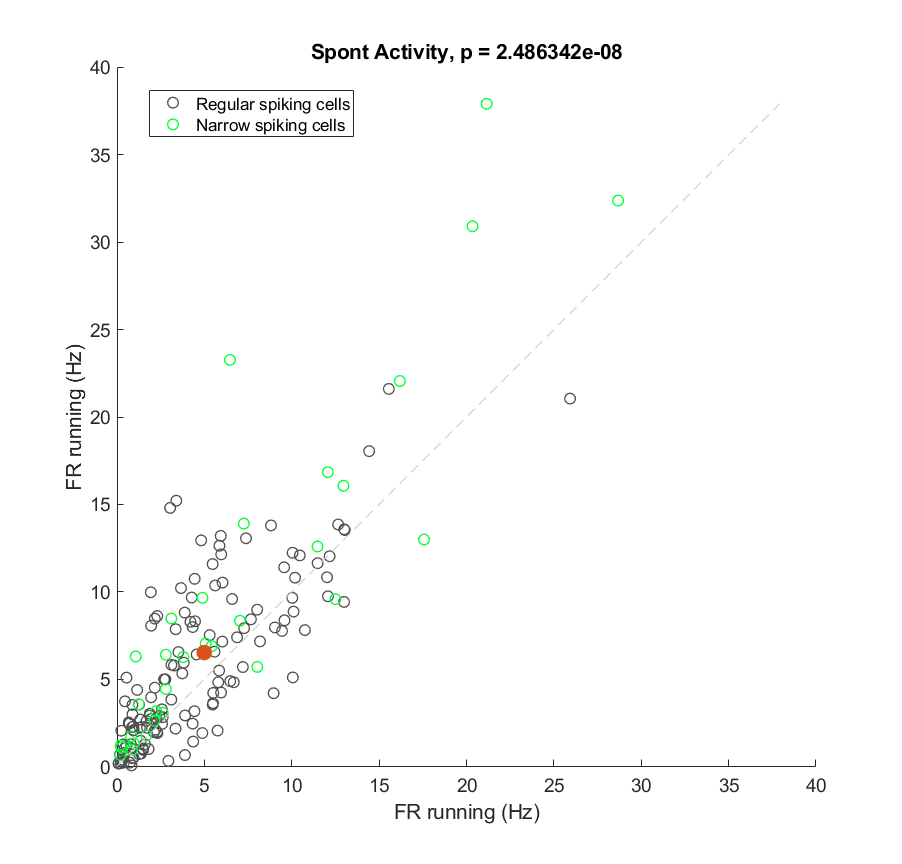 Spont Activity, p = 2.486342e-08
Regular spiking cells
Narrow spiking cells
40
35
30
25
20
15
10
5
0
FR running (Hz)
0 5 10 15 20 25 30 35 40
FR running (Hz)